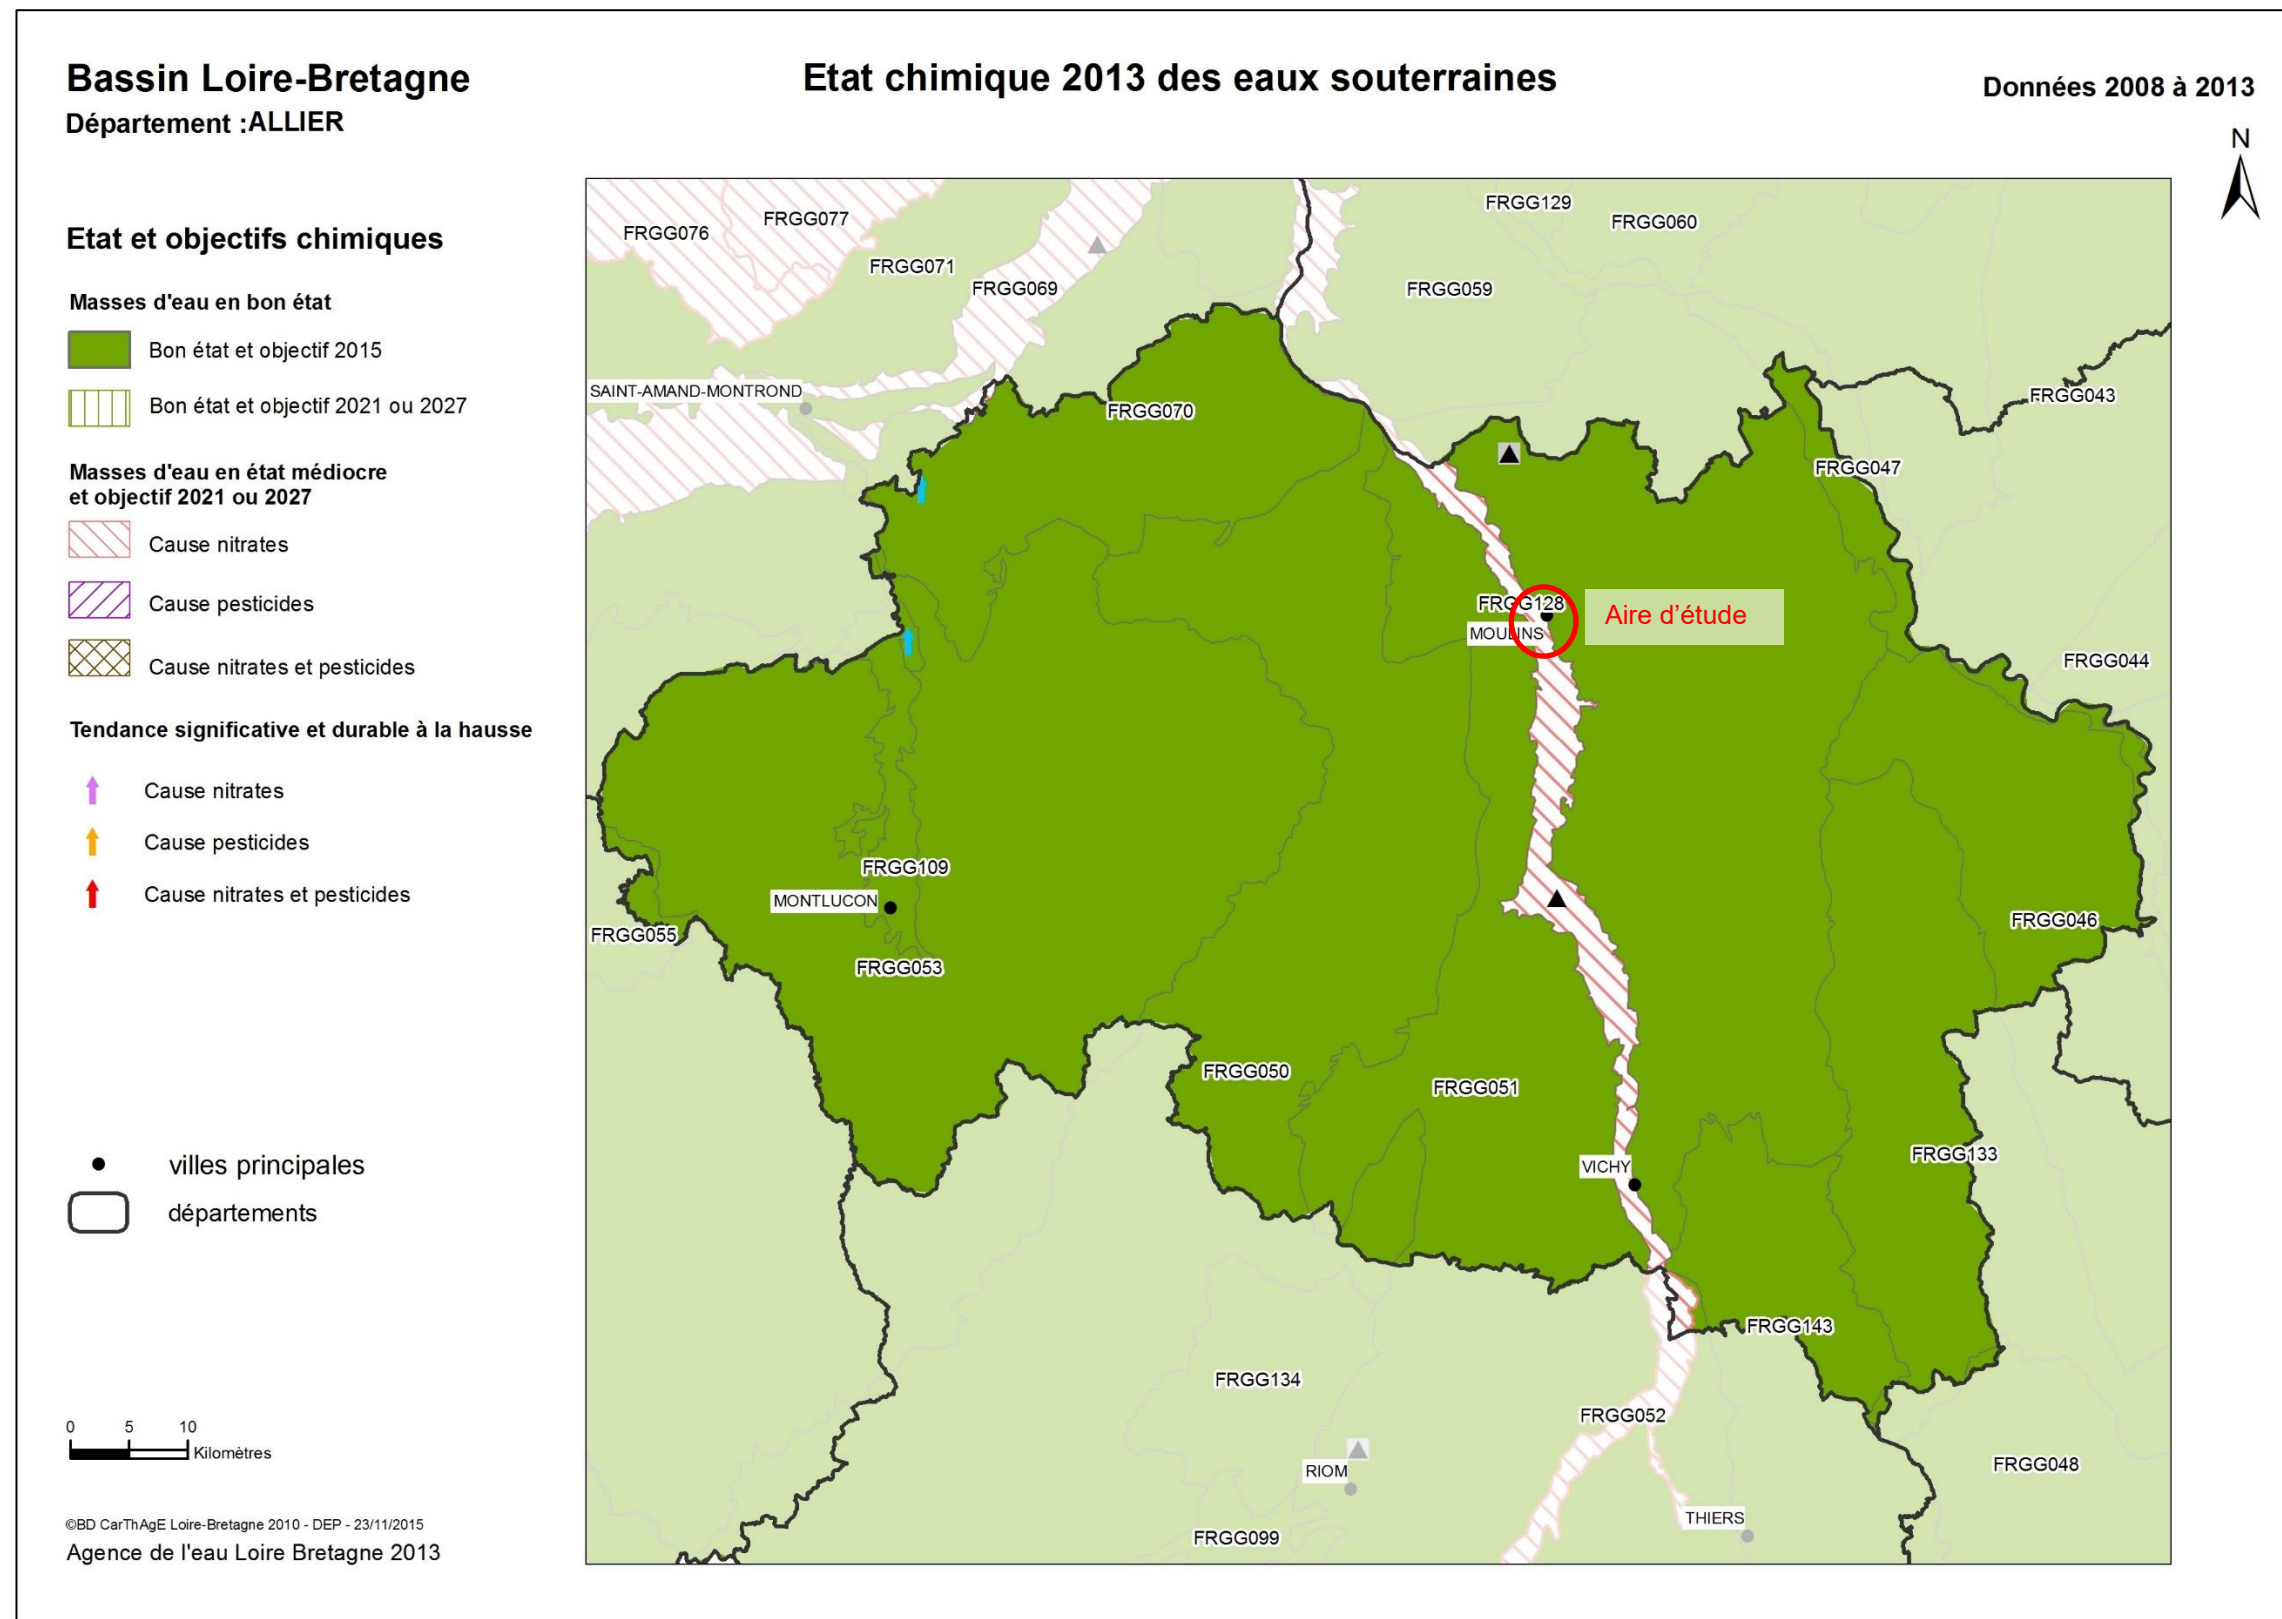 Bassin Loire-Bretagne
Département :ALLIER
Etat chimique 2013 des eaux souterraines
Données 2008 à 2013
N
Etat et objectifs chimiques
Masses d'eau en bon état
Bon état et objectif 2015
Bon état et objectif 2021 ou 2027
Masses d'eau en état médiocre
et objectif 2021 ou 2027
Cause nitrates
Cause pesticides
Cause nitrates et pesticides
Tendance significative et durable à la hausse
Cause nitrates
Cause pesticides
Cause nitrates et pesticides
villes principales
départements
0 5 10
Kilomètres
©BD CarThAgE Loire-Bretagne 2010 - DEP - 23/11/2015
Agence de l'eau Loire Bretagne 2013
FRGG076
FRGG077
FRGG071
FRGG069
FRGG129
FRGG060
FRGG059
SAINT-AMAND-MONTROND
FRGG070
FRGG043
FRGG047
FRGG128
MOULINS
Aire d'étude
FRGG044
FRGG109
MONTLUCON
FRGG055
FRGG053
FRGG046
FRGG050
FRGG051
VICHY
FRGG133
FRGG143
FRGG134
FRGG052
RIOM
FRGG048
THIERS
FRGG099